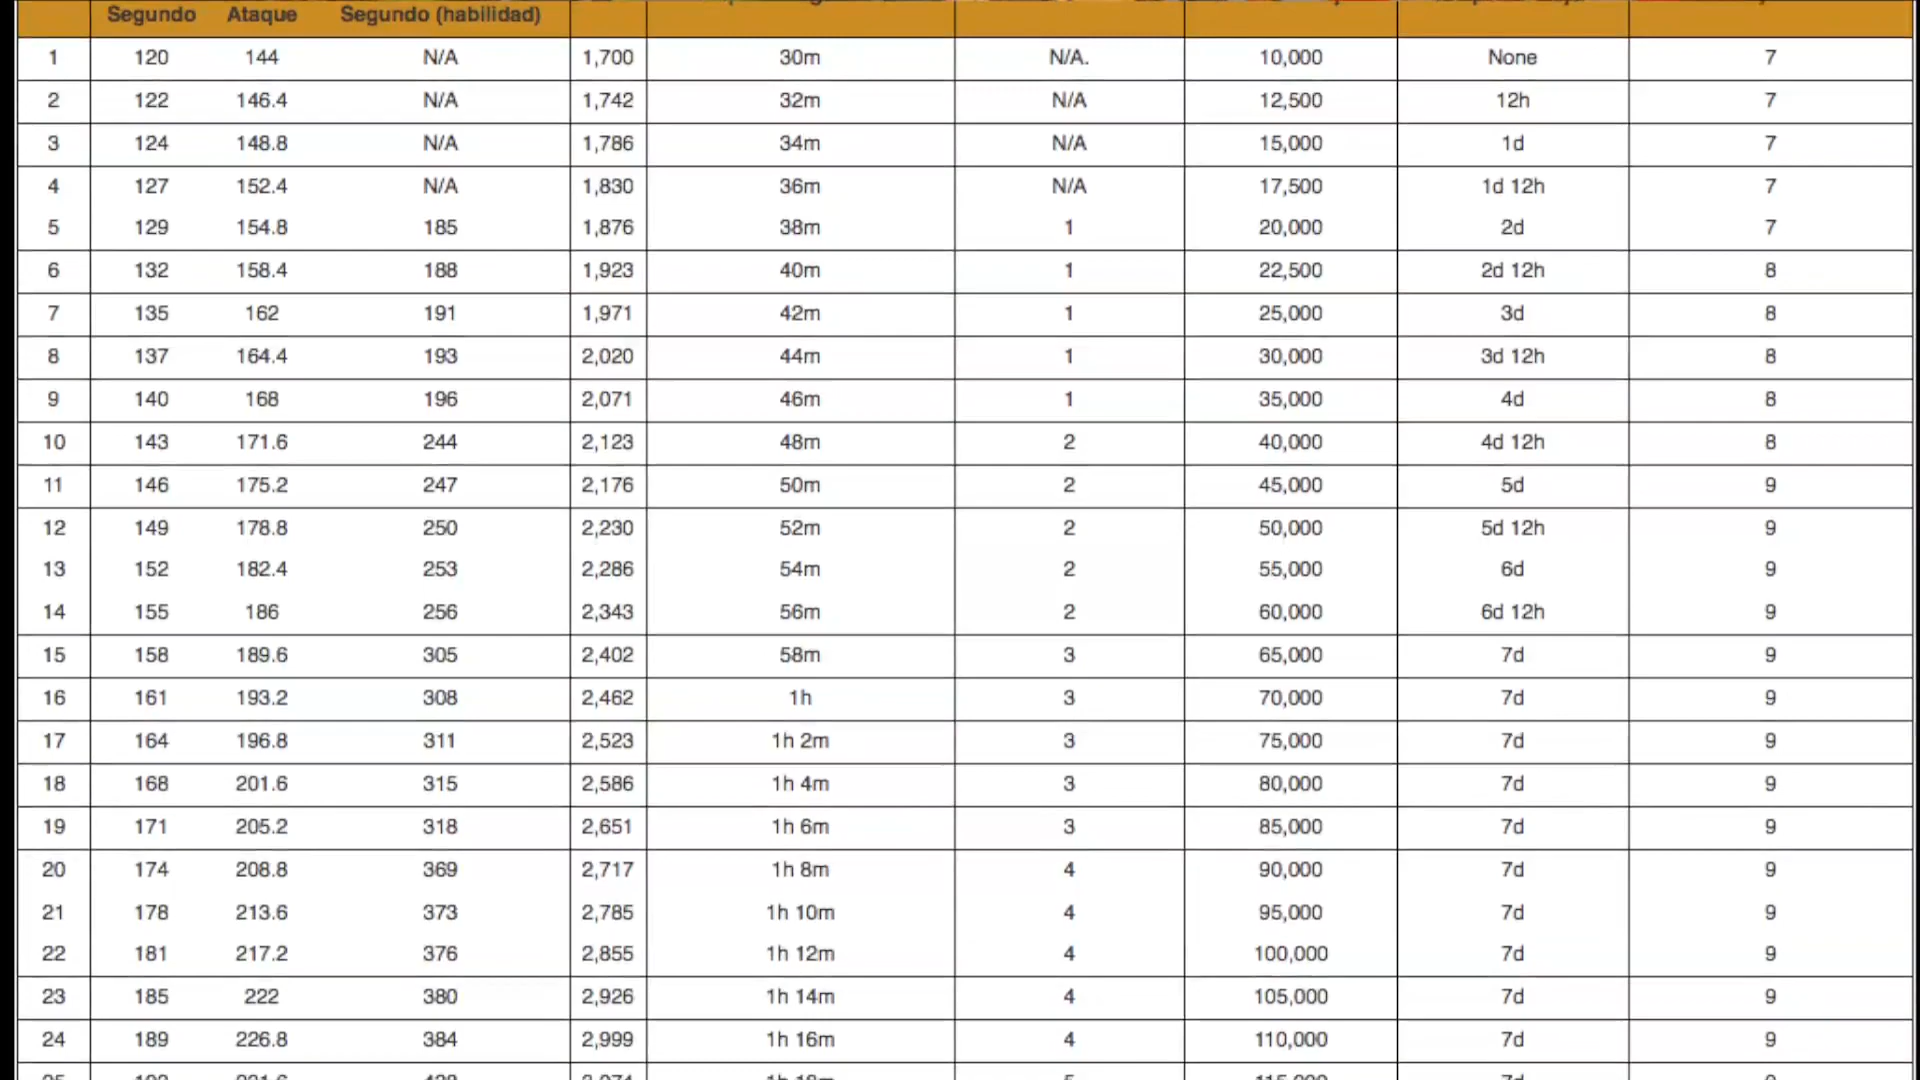 Segundo Ataque Segundo (habilidad)
1 120 144 N/A 1,700 30m N/A. 10,000 None 7
2 122 146.4 N/A 1,742 32m N/A 12,500 12h 7
3 124 148.8 N/A 1,786 34m N/A 15,000 1d 7
4 127 152.4 N/A 1,830 36m N/A 17,500 1d 12h 7
5 129 154.8 185 1,876 38m 1 20,000 2d 7
6 132 158.4 188 1,923 40m 1 22,500 2d 12h 8
7 135 162 191 1,971 42m 1 25,000 3d 8
8 137 164.4 193 2,020 44m 1 30,000 3d 12h 8
9 140 168 196 2,071 46m 1 35,000 4d 8
10 143 171.6 244 2,123 48m 2 40,000 4d 12h 8
11 146 175.2 247 2,176 50m 2 45,000 5d 9
12 149 178.8 250 2,230 52m 2 50,000 5d 12h 9
13 152 182.4 253 2,286 54m 2 55,000 6d 9
14 155 186 256 2,343 56m 2 60,000 6d 12h 9
15 158 189.6 305 2,402 58m 3 65,000 7d 9
16 161 193.2 308 2,462 1h 3 70,000 7d 9
17 164 196.8 311 2,523 1h 2m 3 75,000 7d 9
18 168 201.6 315 2,586 1h 4m 3 80,000 7d 9
19 171 205.2 318 2,651 1h 6m 3 85,000 7d 9
20 174 208.8 369 2,717 1h 8m 4 90,000 7d 9
21 178 213.6 373 2,785 1h 10m 4 95,000 7d 9
22 181 217.2 376 2,855 1h 12m 4 100,000 7d 9
23 185 222 380 2,926 1h 14m 4 105,000 7d 9
24 189 226.8 384 2,999 1h 16m 4 110,000 7d 9